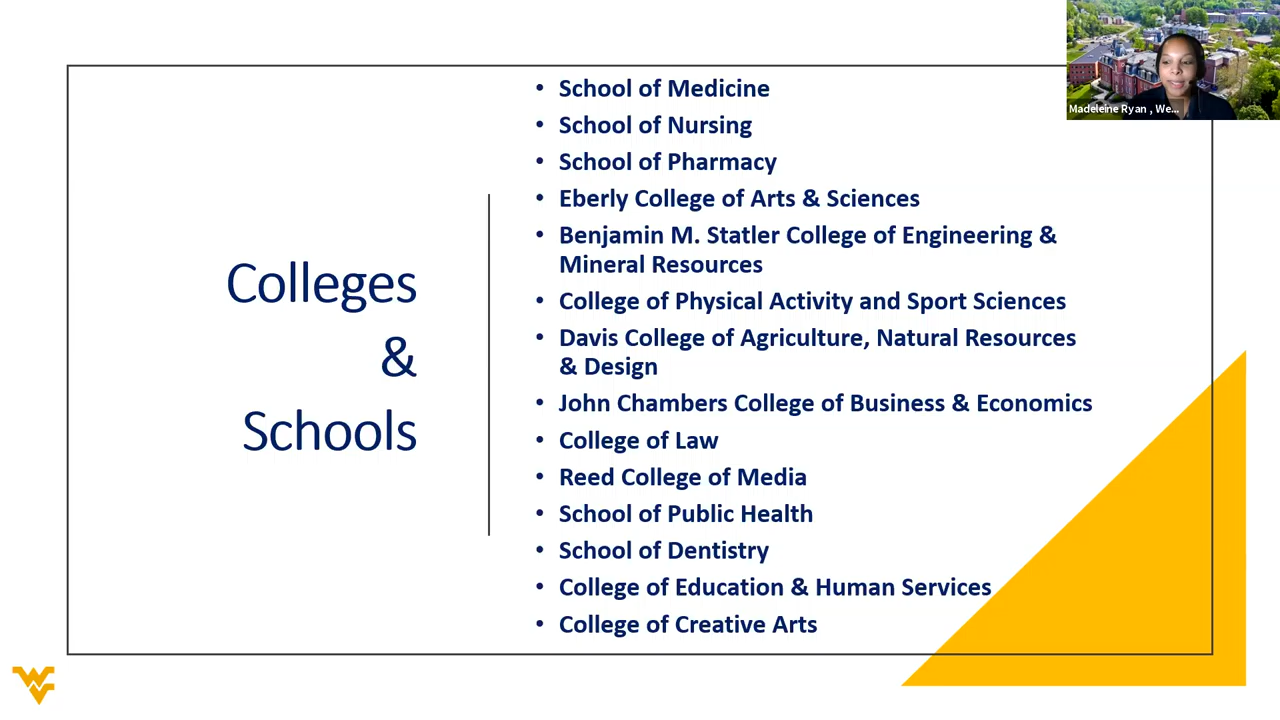 Colleges
&
Schools
• School of Medicine
• School of Nursing
• School of Pharmacy
• Eberly College of Arts & Sciences
• Benjamin M. Statler College of Engineering &
Mineral Resources
• College of Physical Activity and Sport Sciences
• Davis College of Agriculture, Natural Resources
& Design
• John Chambers College of Business & Economics
• College of Law
• Reed College of Media
• School of Public Health
• School of Dentistry
• College of Education & Human Services
• College of Creative Arts
Madeleine Ryan , We...
WV